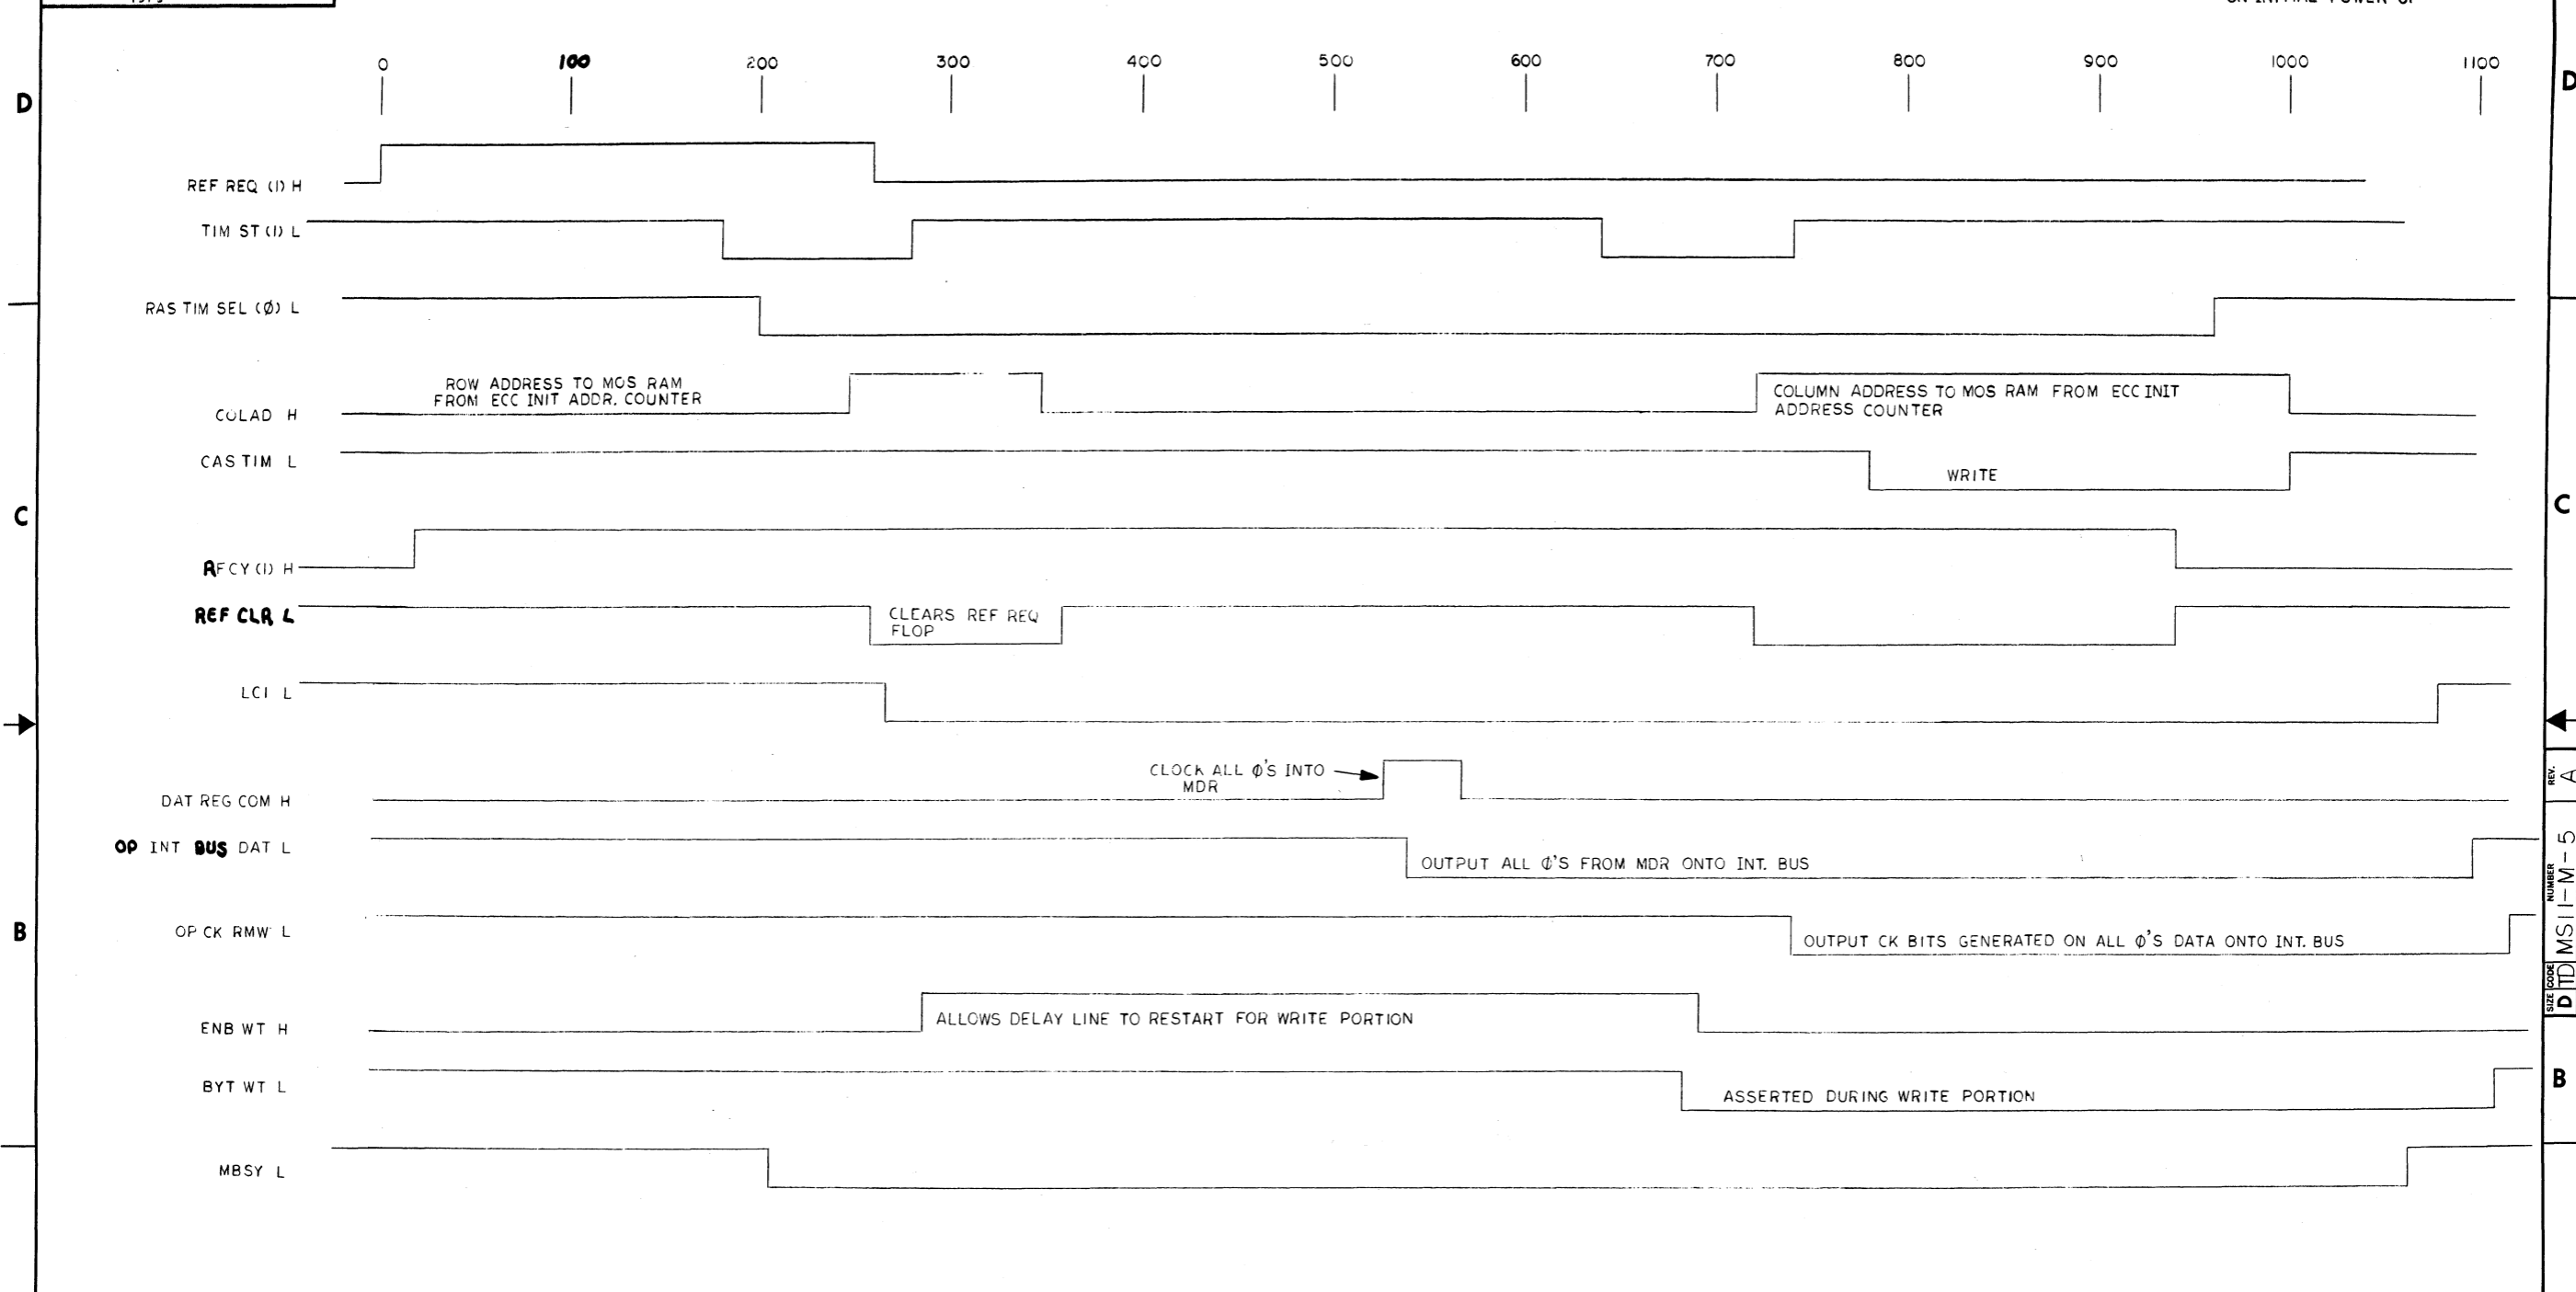 D
D
0 100 200 300 400 500 600 700 800 900 1000 1100
REF REQ (1) H
TIM ST (1) L
RAS TIM SEL (Ø) L
ROW ADDRESS TO MOS RAM
FROM ECC INIT ADDR. COUNTER
COLUMN ADDRESS TO MOS RAM FROM ECC INIT
ADDRESS COUNTER
COLAD H
CAS TIM L
WRITE
C
C
RFCY (1) H
REF CLR L
CLEARS REF REQ
FLOP
LCI L
CLOCK ALL Ø'S INTO
MDR
DAT REG COM H
REV.
A
OP INT BUS DAT L
OUTPUT ALL Ø'S FROM MDR ONTO INT. BUS
B
OP CK RMW L
OUTPUT CK BITS GENERATED ON ALL Ø'S DATA ONTO INT. BUS
NUMBER
MS11-M-5
CODE
TD
SIZE
D
ENB WT H
ALLOWS DELAY LINE TO RESTART FOR WRITE PORTION
BYT WT L
ASSERTED DURING WRITE PORTION
B
MBSY L